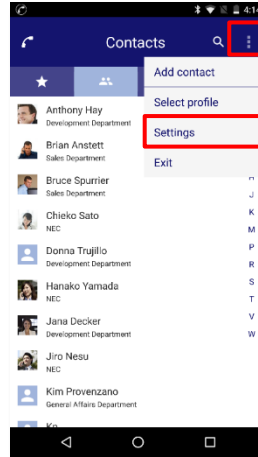 4:14
Contacts
Add contact
Select profile
Settings
Exit
Anthony Hay
Development Department
Brian Anstett
Sales Department
Bruce Spurrier
Sales Department
Chieko Sato
NEC
Donna Trujillo
Development Department
Hanako Yamada
NEC
Jana Decker
Development Department
Jiro Nesu
NEC
Kim Provenzano
General Affairs Department
H
J
K
M
P
R
S
T
V
W